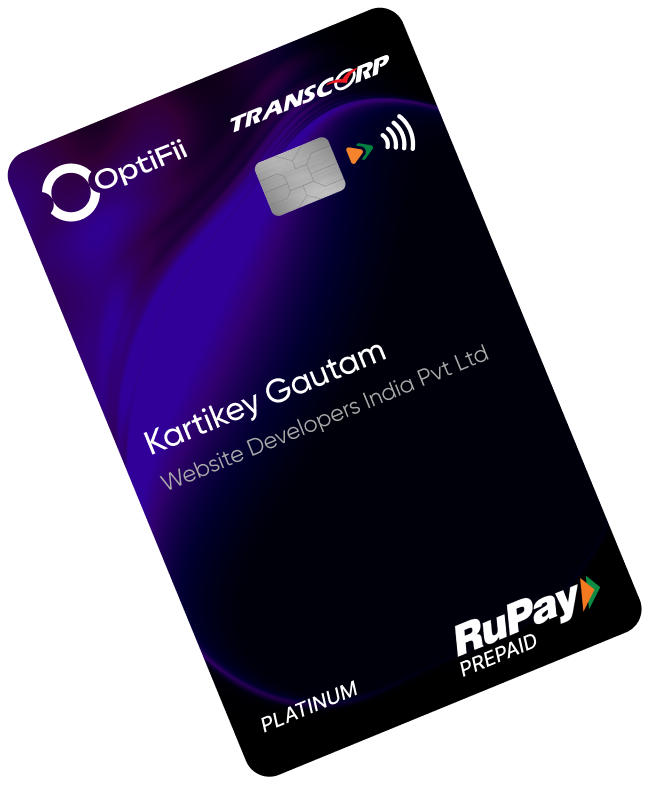 TRANSCORP
OptiFii
Kartikey Gautam
Website Developers India Pvt Ltd
RuPay
PREPAID
PLATINUM